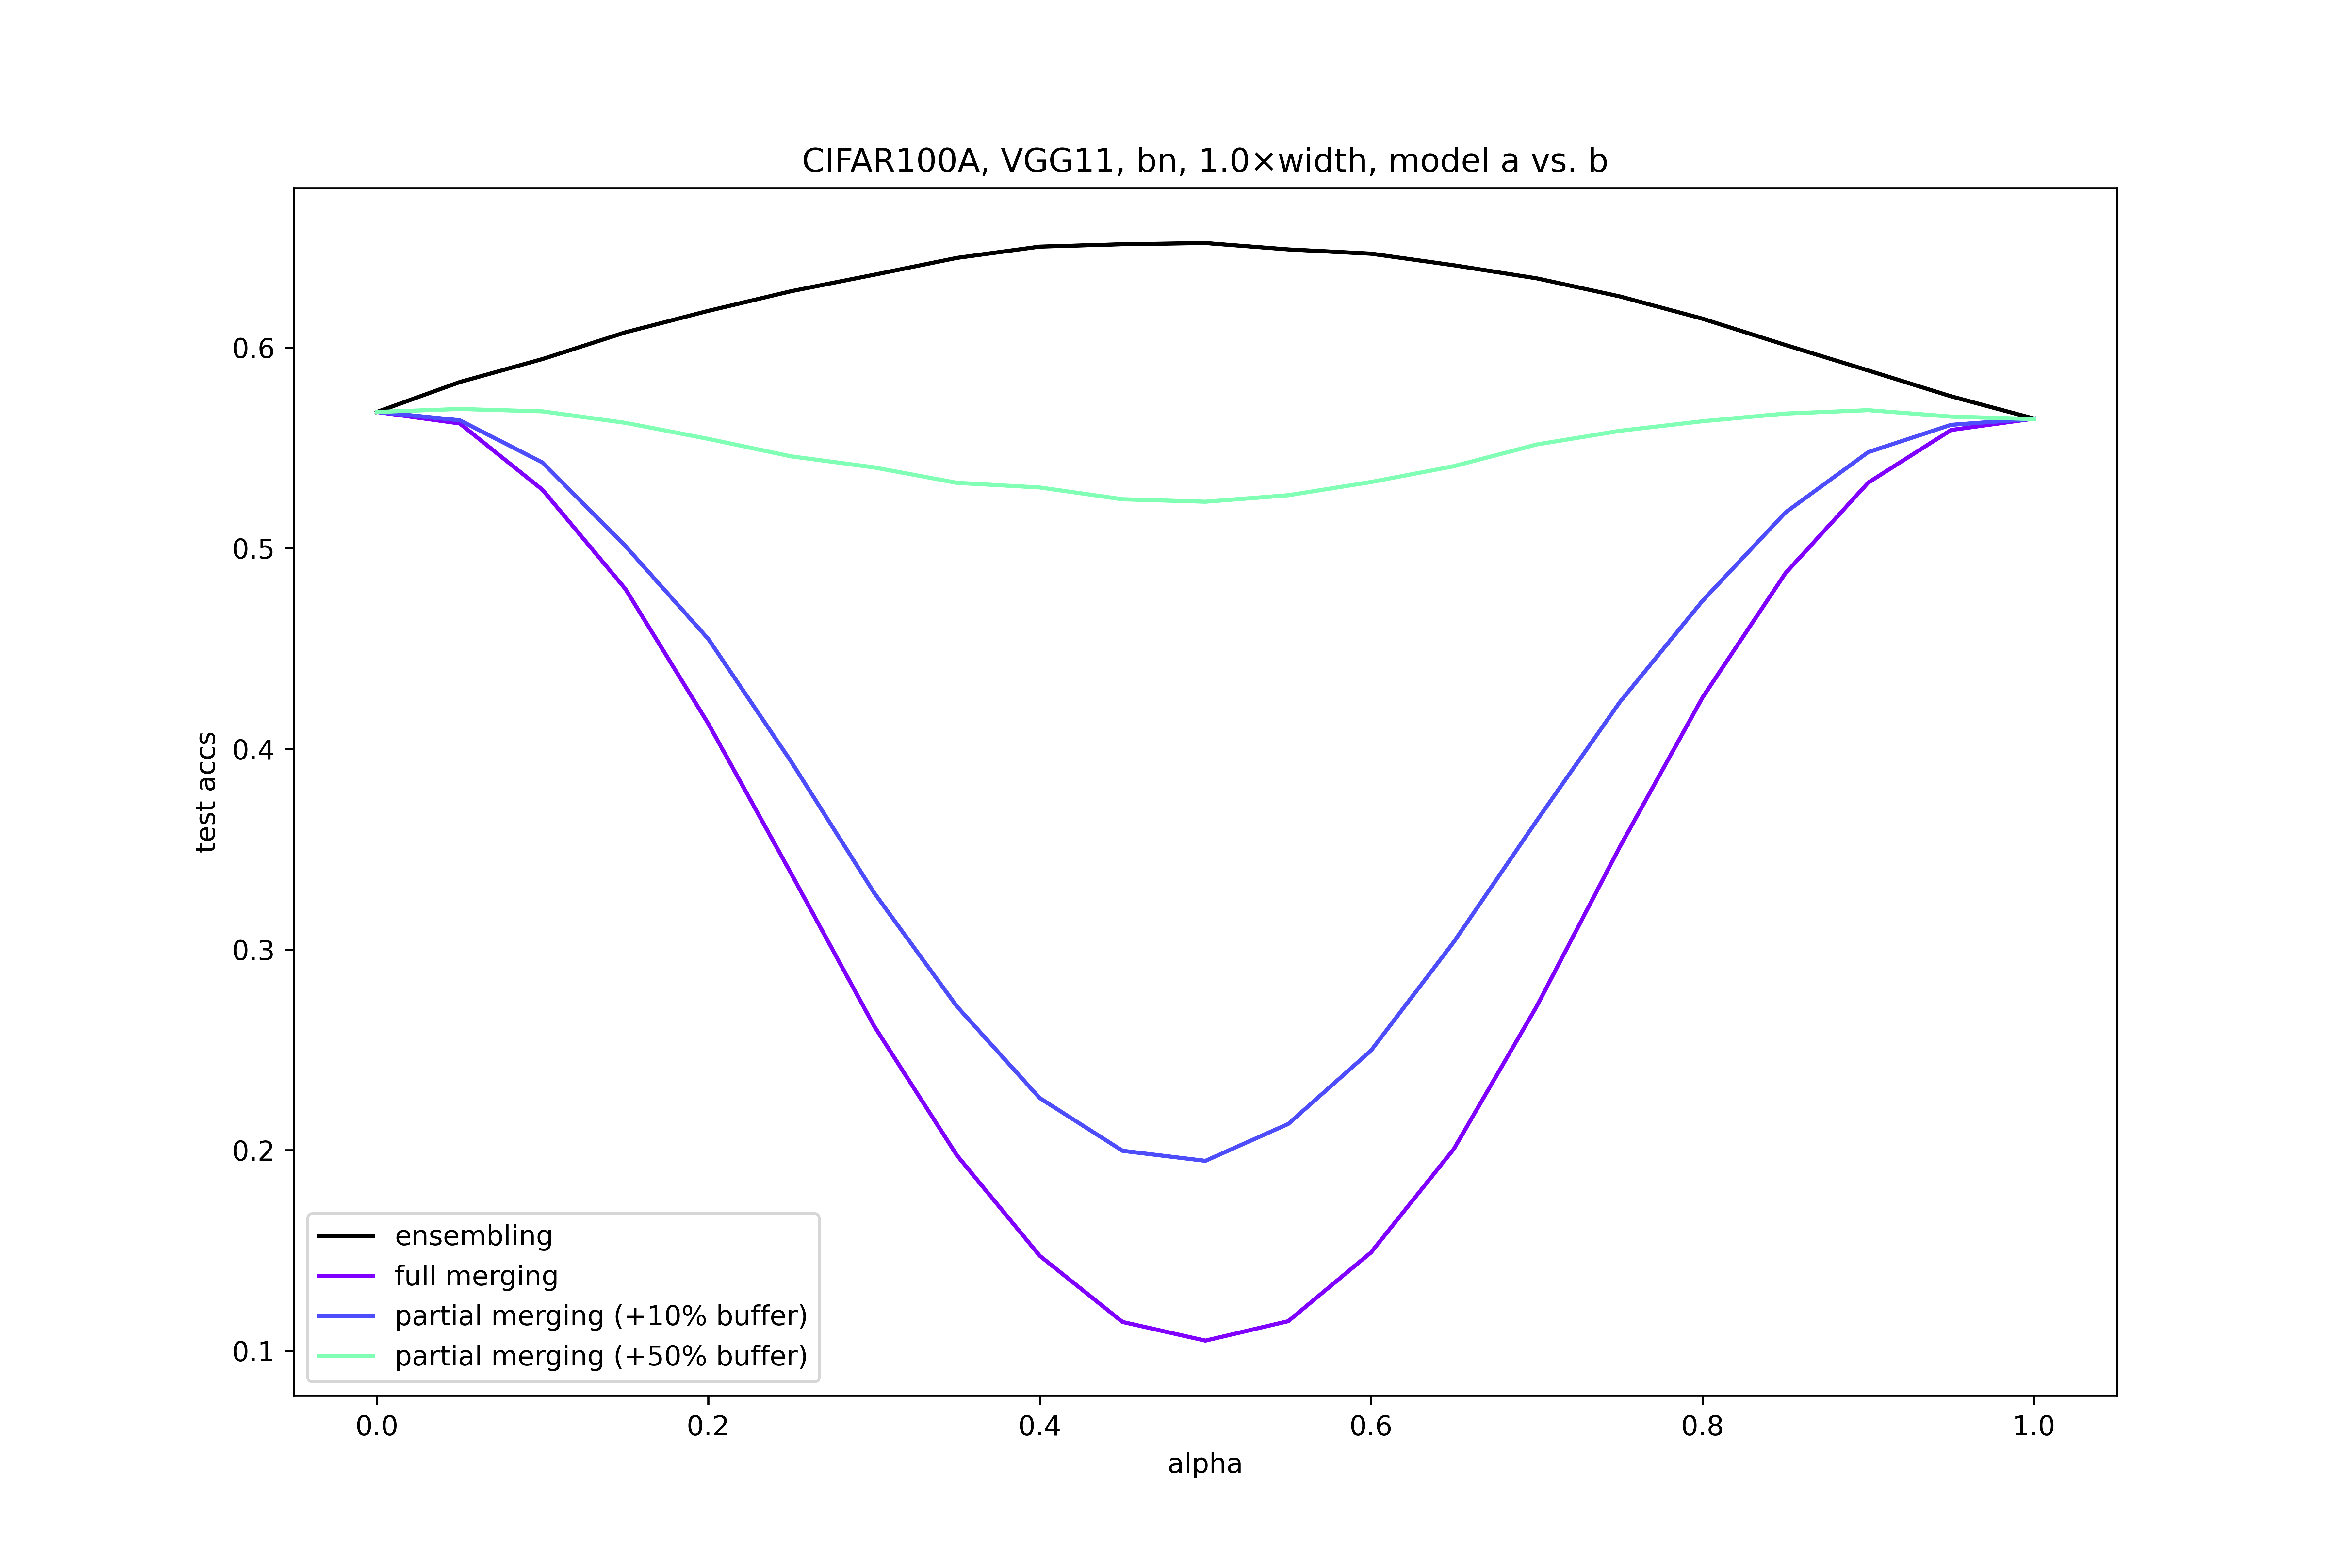 CIFAR100A, VGG11, bn, 1.0×width, model a vs. b
0.6
0.5
0.4
0.3
0.2
0.1
test accs
ensembling
full merging
partial merging (+10% buffer)
partial merging (+50% buffer)
0.0 0.2 0.4 0.6 0.8 1.0
alpha